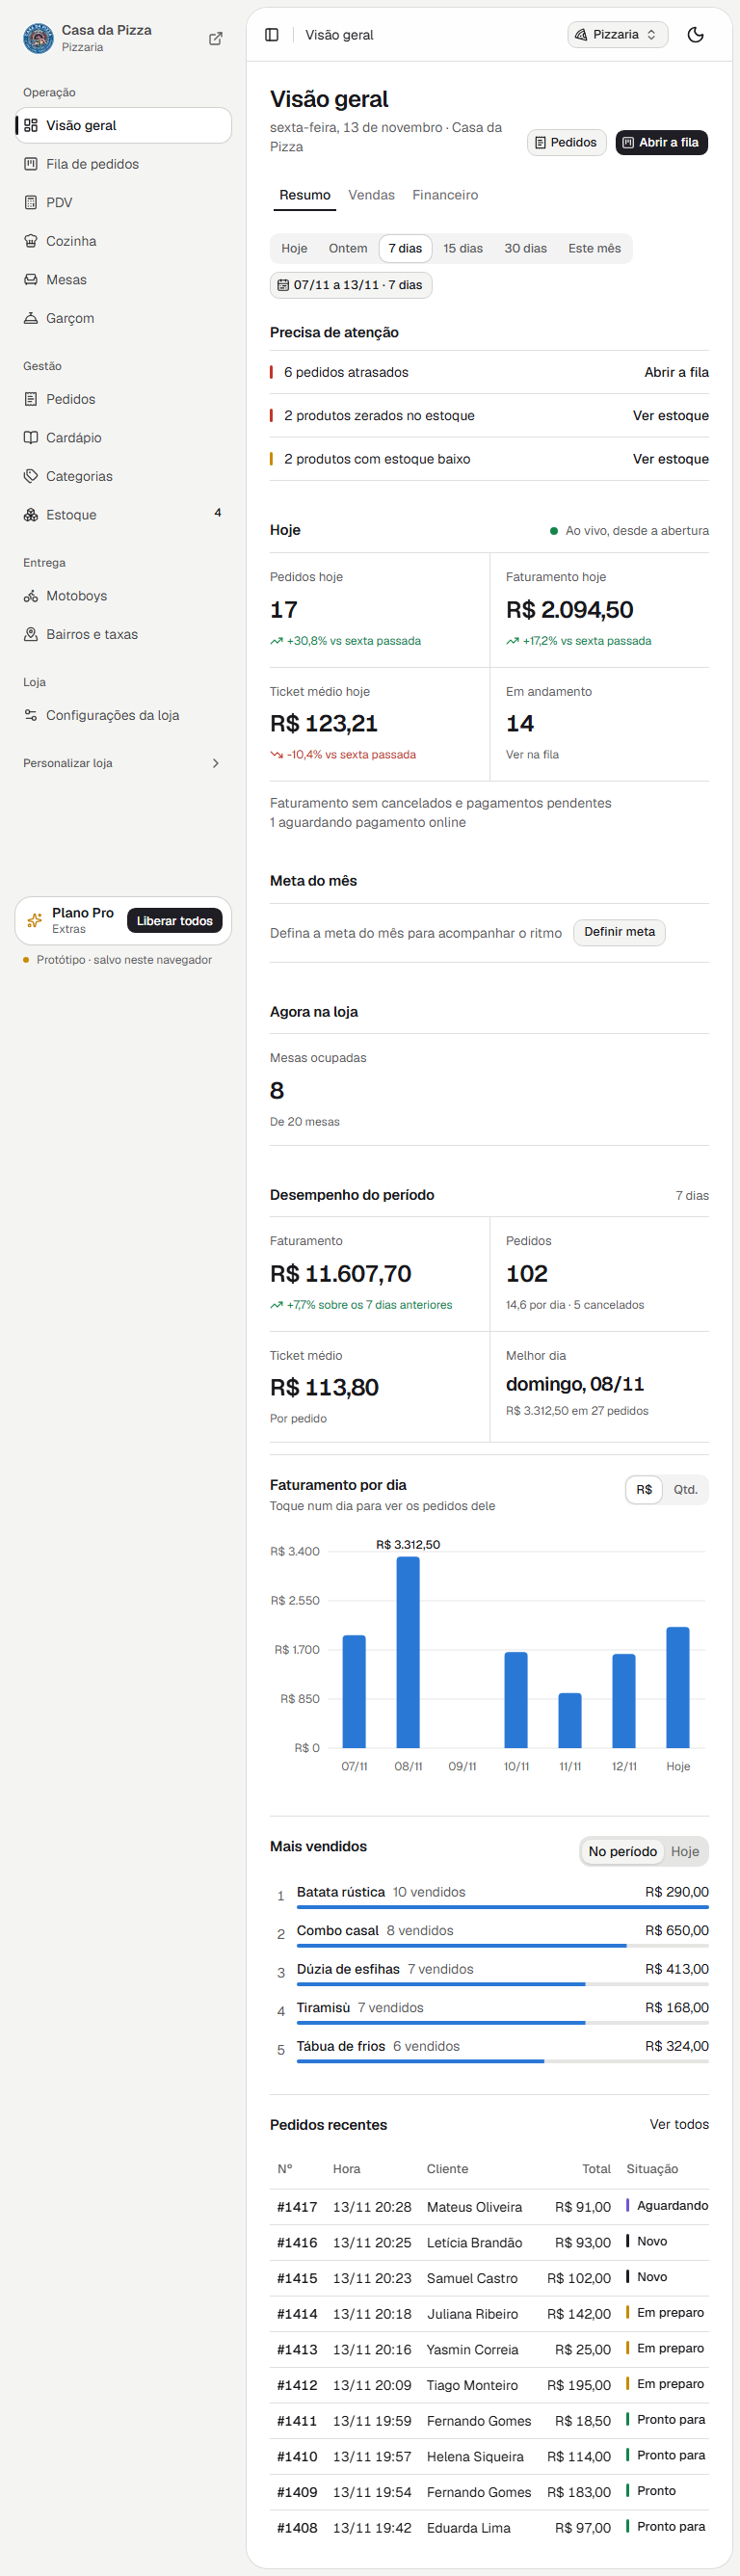 Casa da Pizza
Pizzaria
Operação
Visão geral
Fila de pedidos
PDV
Cozinha
Mesas
Garçom
Gestão
Pedidos
Cardápio
Categorias
Estoque 4
Entrega
Motoboys
Bairros e taxas
Loja
Configurações da loja
Personalizar loja
Plano Pro
Extras
Liberar todos
Protótipo · salvo neste navegador
Visão geral
Pizzaria
Visão geral
sexta-feira, 13 de novembro · Casa da
Pizza
Pedidos
Abrir a fila
Resumo Vendas Financeiro
Hoje Ontem 7 dias 15 dias 30 dias Este mês
07/11 a 13/11 · 7 dias
Precisa de atenção
6 pedidos atrasados Abrir a fila
2 produtos zerados no estoque Ver estoque
2 produtos com estoque baixo Ver estoque
Hoje Ao vivo, desde a abertura
Pedidos hoje
17
+30,8% vs sexta passada
Faturamento hoje
R$ 2.094,50
+17,2% vs sexta passada
Ticket médio hoje
R$ 123,21
-10,4% vs sexta passada
Em andamento
14
Ver na fila
Faturamento sem cancelados e pagamentos pendentes
1 aguardando pagamento online
Meta do mês
Defina a meta do mês para acompanhar o ritmo Definir meta
Agora na loja
Mesas ocupadas
8
De 20 mesas
Desempenho do período 7 dias
Faturamento
R$ 11.607,70
+7,7% sobre os 7 dias anteriores
Pedidos
102
14,6 por dia · 5 cancelados
Ticket médio
R$ 113,80
Por pedido
Melhor dia
domingo, 08/11
R$ 3.312,50 em 27 pedidos
Faturamento por dia
Toque num dia para ver os pedidos dele
R$ Qtd.
R$ 3.312,50
R$ 3.400
R$ 2.550
R$ 1.700
R$ 850
R$ 0
07/11 08/11 09/11 10/11 11/11 12/11 Hoje
Mais vendidos No período Hoje
1 Batata rústica 10 vendidos R$ 290,00
2 Combo casal 8 vendidos R$ 650,00
3 Dúzia de esfihas 7 vendidos R$ 413,00
4 Tiramisù 7 vendidos R$ 168,00
5 Tábua de frios 6 vendidos R$ 324,00
Pedidos recentes Ver todos
Nº Hora Cliente Total Situação
#1417 13/11 20:28 Mateus Oliveira R$ 91,00 Aguardando
#1416 13/11 20:25 Letícia Brandão R$ 93,00 Novo
#1415 13/11 20:23 Samuel Castro R$ 102,00 Novo
#1414 13/11 20:18 Juliana Ribeiro R$ 142,00 Em preparo
#1413 13/11 20:16 Yasmin Correia R$ 25,00 Em preparo
#1412 13/11 20:09 Tiago Monteiro R$ 195,00 Em preparo
#1411 13/11 19:59 Fernando Gomes R$ 18,50 Pronto para
#1410 13/11 19:57 Helena Siqueira R$ 114,00 Pronto para
#1409 13/11 19:54 Fernando Gomes R$ 183,00 Pronto
#1408 13/11 19:42 Eduarda Lima R$ 97,00 Pronto para